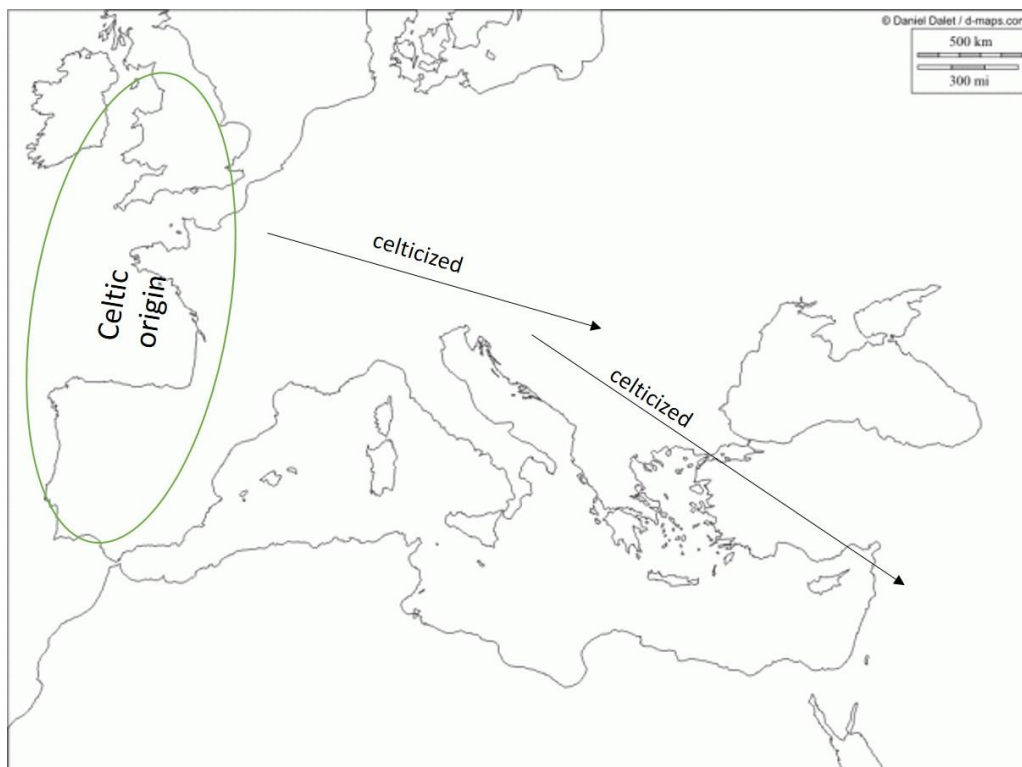 © Daniel Dalet / d-maps.com
500 km
300 mi
celticized
Celtic
origin
celticized